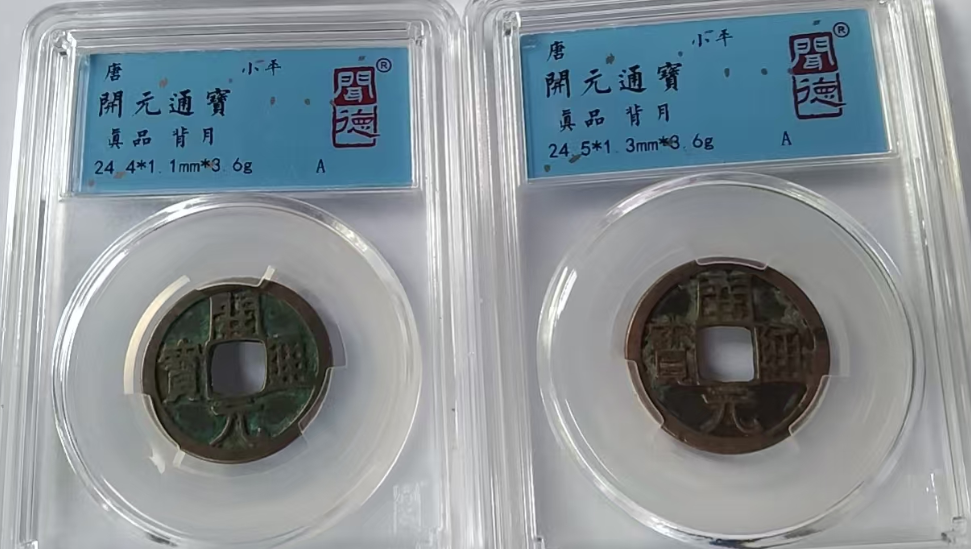 唐 小平
開元通寶
真品 背月
24.4*1.1mm*3.6g A
聞德®
開元通寶
唐 小平
開元通寶
真品 背月
24.5*1.3mm*3.6g A
聞德®
開元通寶